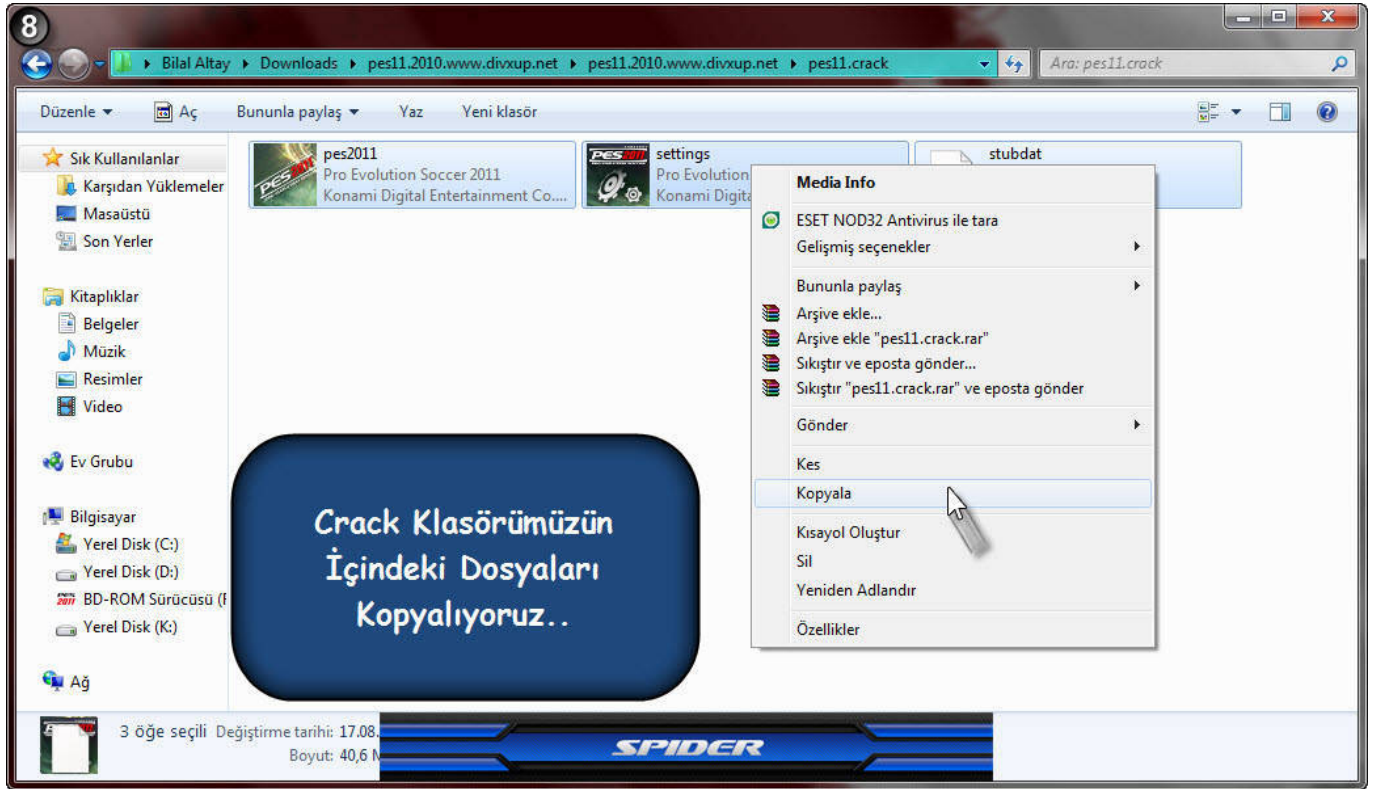 8
Bilal Altay ▸ Downloads ▸ pes11.2010.www.divxup.net ▸ pes11.2010.www.divxup.net ▸ pes11.crack
Ara: pes11.crack
Düzenle Aç Bununla paylaş Yaz Yeni klasör
Sık Kullanılanlar
Karşıdan Yüklemeler
Masaüstü
Son Yerler
Kitaplıklar
Belgeler
Müzik
Resimler
Video
Ev Grubu
Bilgisayar
Yerel Disk (C:)
Yerel Disk (D:)
BD-ROM Sürücüsü (F
Yerel Disk (K:)
Ağ
pes2011
Pro Evolution Soccer 2011
Konami Digital Entertainment Co....
settings
Pro Evolution
Konami Digita
stubdat
Media Info
ESET NOD32 Antivirus ile tara
Gelişmiş seçenekler
Bununla paylaş
Arşive ekle...
Arşive ekle "pes11.crack.rar"
Sıkıştır ve eposta gönder...
Sıkıştır "pes11.crack.rar" ve eposta gönder
Gönder
Kes
Kopyala
Kısayol Oluştur
Sil
Yeniden Adlandır
Özellikler
Crack Klasörümüzün
İçindeki Dosyaları
Kopyalıyoruz..
3 öğe seçili Değiştirme tarihi: 17.08.
Boyut: 40,6 M
SPIDER